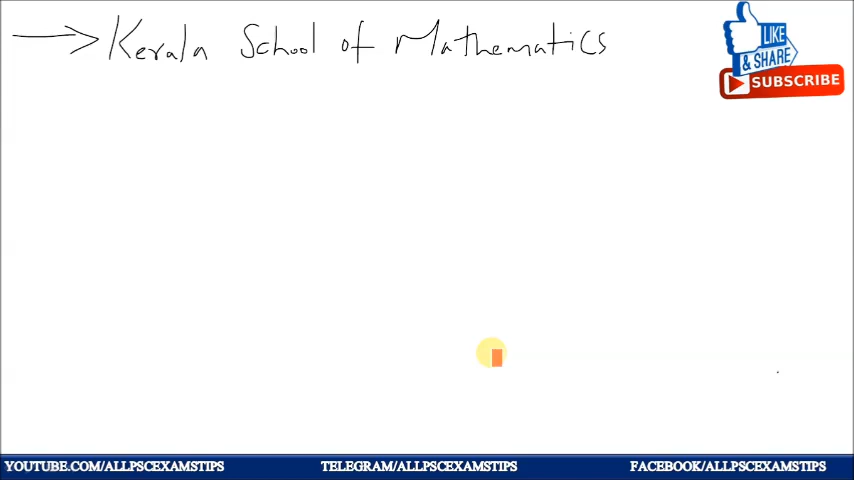 Kerala School of Mathematics
LIKE
& SHARE
SUBSCRIBE
YOUTUBE.COM/ALLPSCEXAMSTIPS TELEGRAM/ALLPSCEXAMSTIPS FACEBOOK/ALLPSCEXAMSTIPS